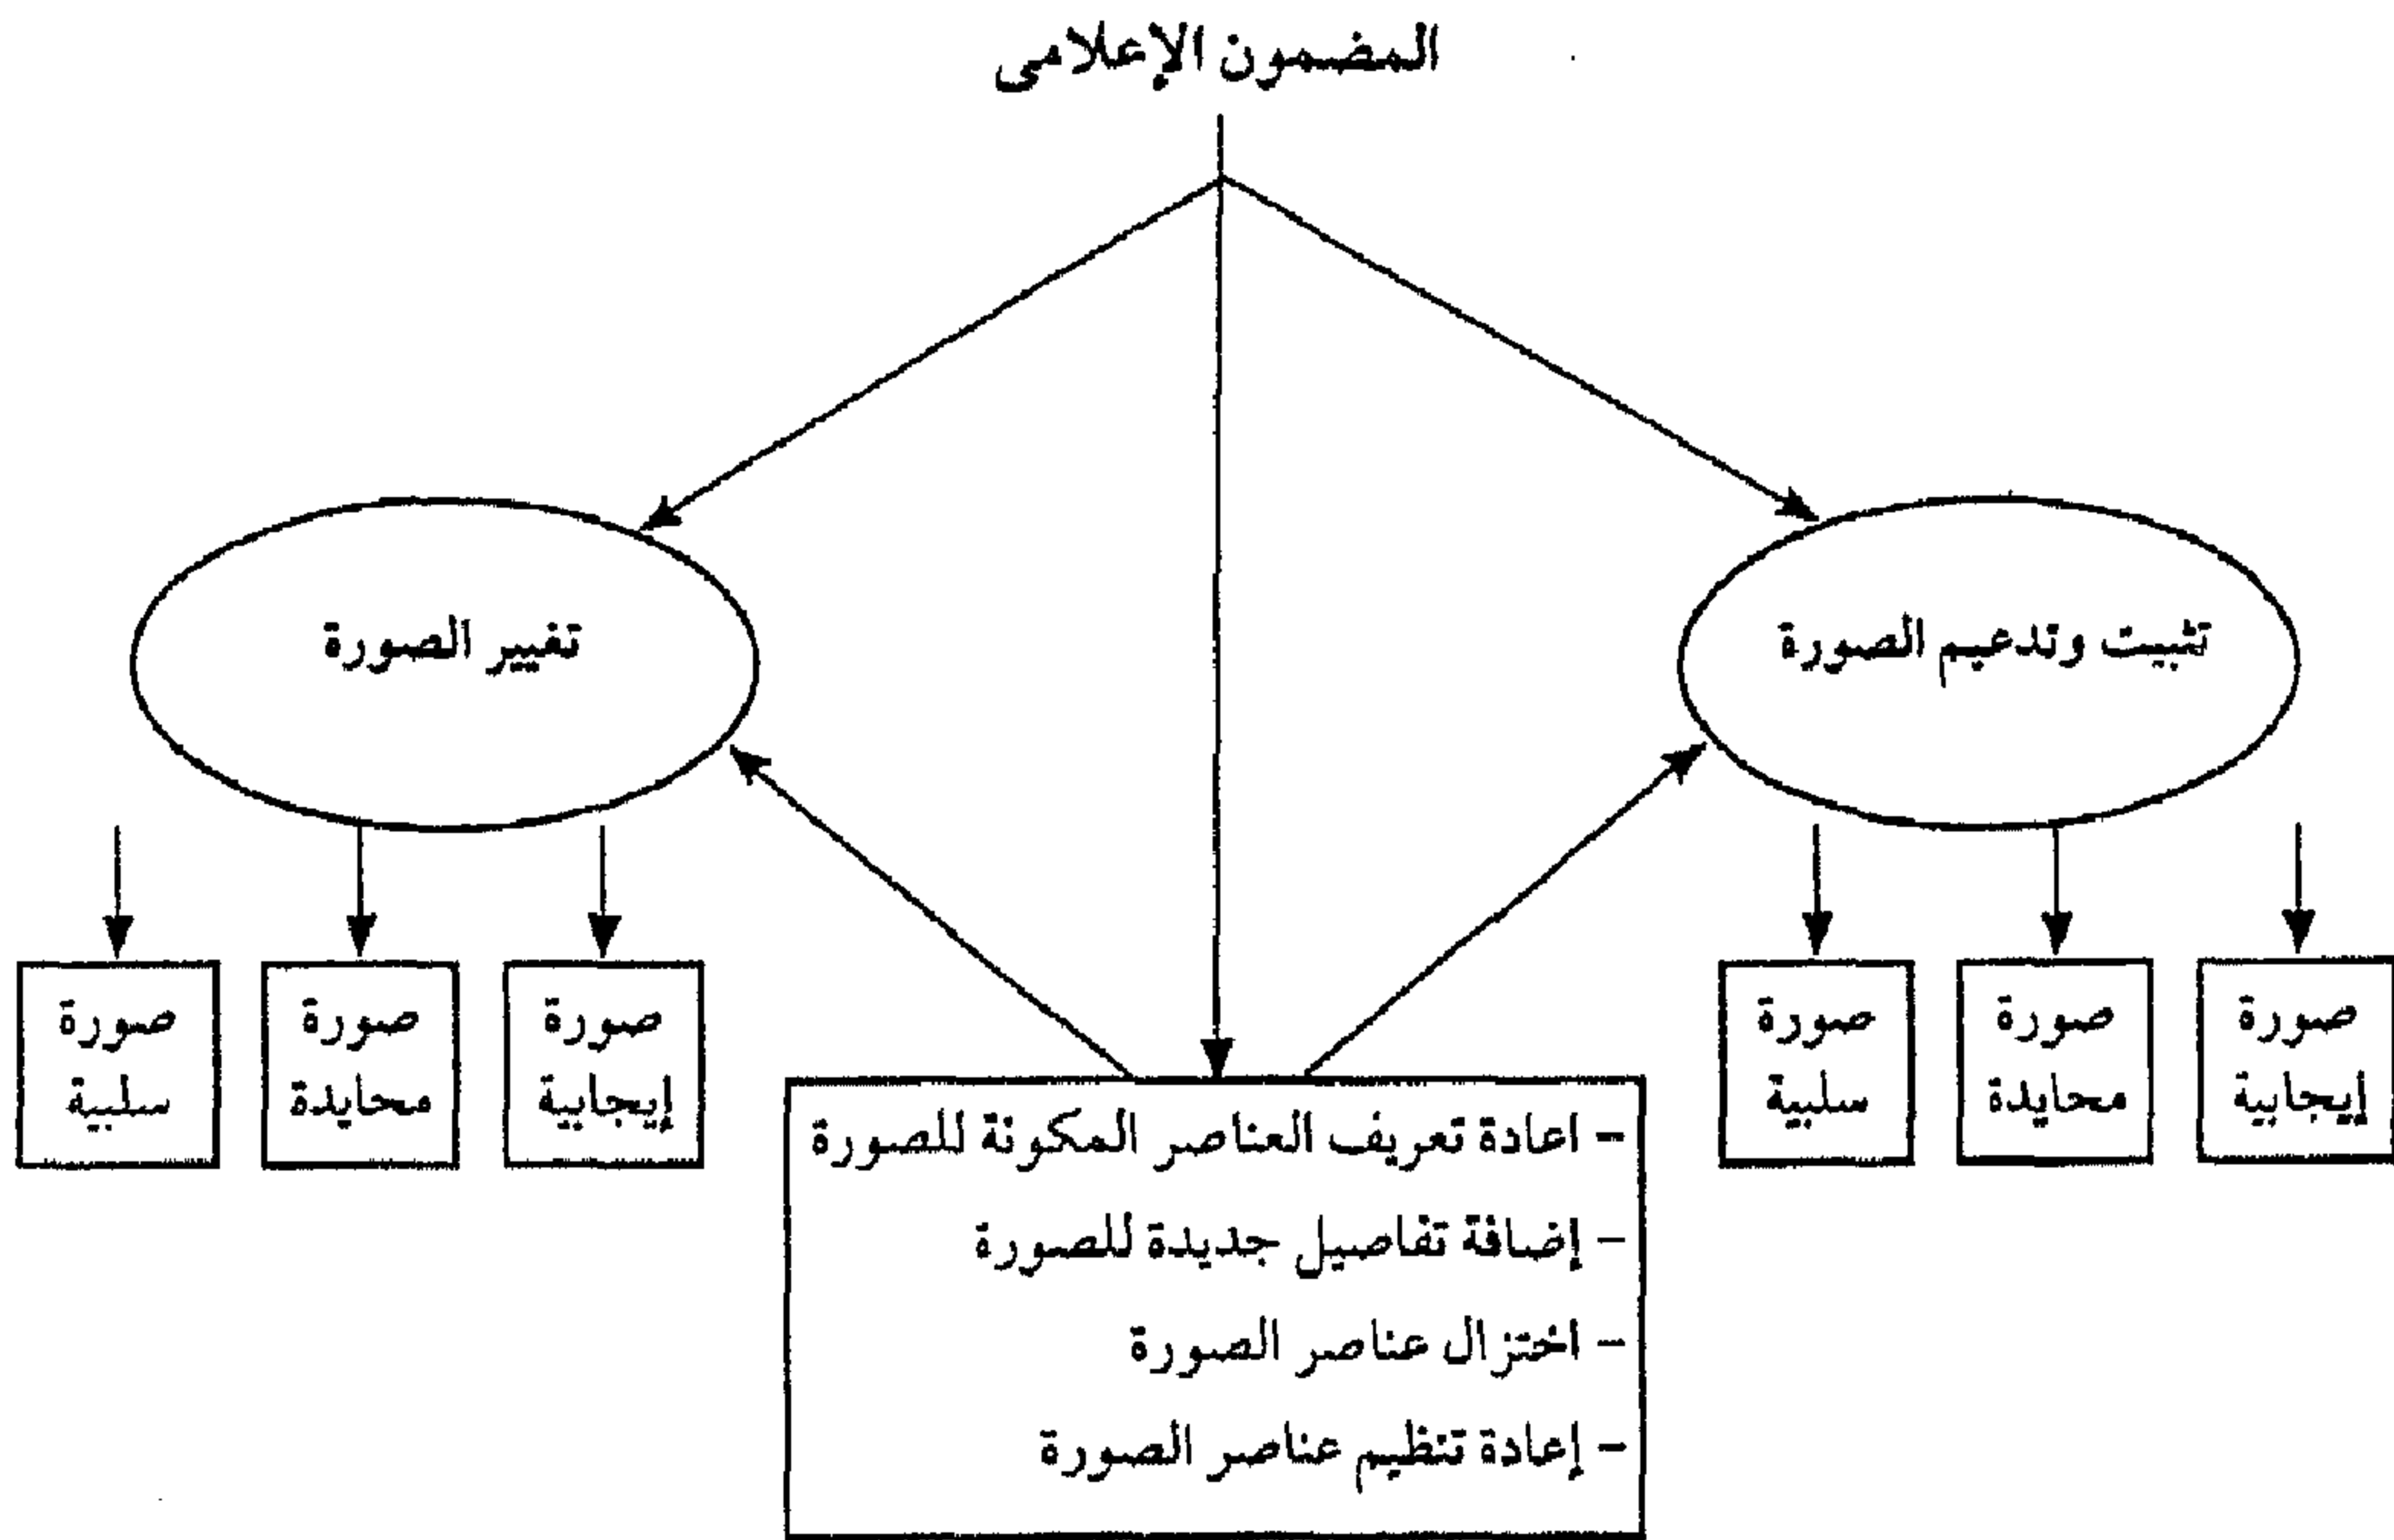 المضمون الإعلامى
تثبيت وتدعيم الصورة
تغيير الصورة
صورة
إيجابية
صورة
محايدة
صورة
سلبية
صورة
إيجابية
صورة
محايدة
صورة
سلبية
- اعادة تعريف العناصر المكونة للصورة
- إضافة تفاصيل جديدة للصورة
- اختزال عناصر الصورة
- إعادة تنظيم عناصر الصورة